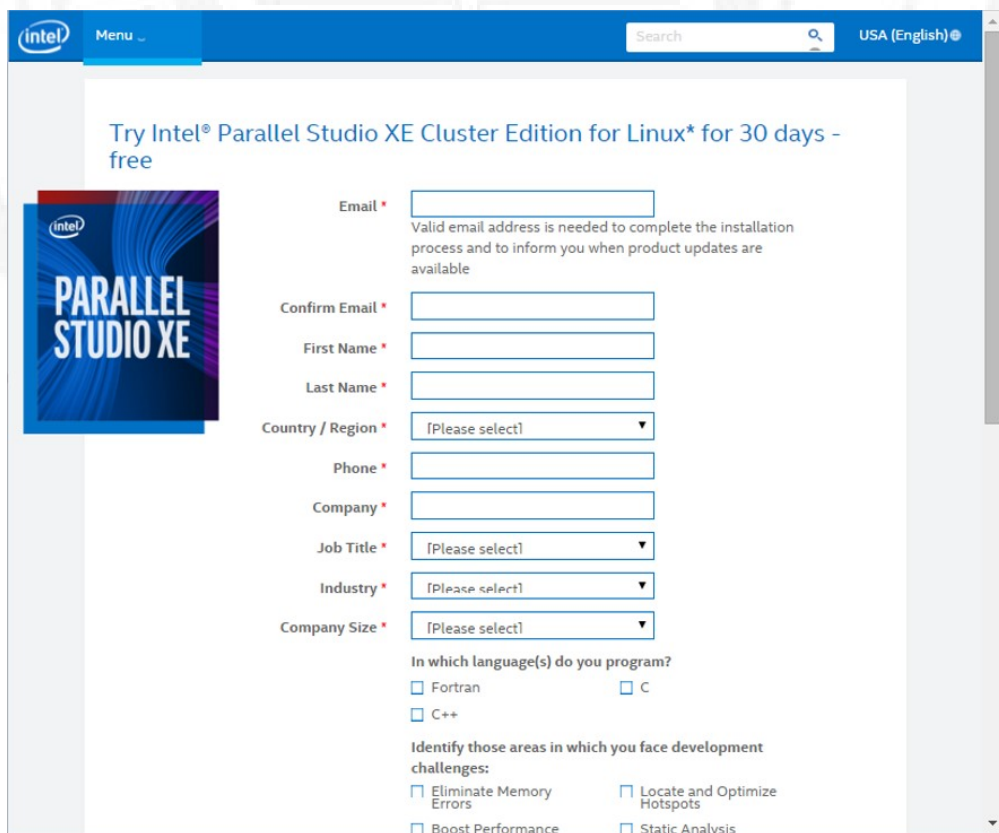 intel
Menu
Search
USA (English)
Try Intel® Parallel Studio XE Cluster Edition for Linux* for 30 days -
free
intel
PARALLEL
STUDIO XE
Email *
Valid email address is needed to complete the installation
process and to inform you when product updates are
available
Confirm Email *
First Name *
Last Name *
Country / Region *
[Please select]
Phone *
Company *
Job Title *
[Please select]
Industry *
[Please select]
Company Size *
[Please select]
In which language(s) do you program?
Fortran
C
C++
Identify those areas in which you face development
challenges:
Eliminate Memory
Errors
Locate and Optimize
Hotspots
Boost Performance
Static Analysis